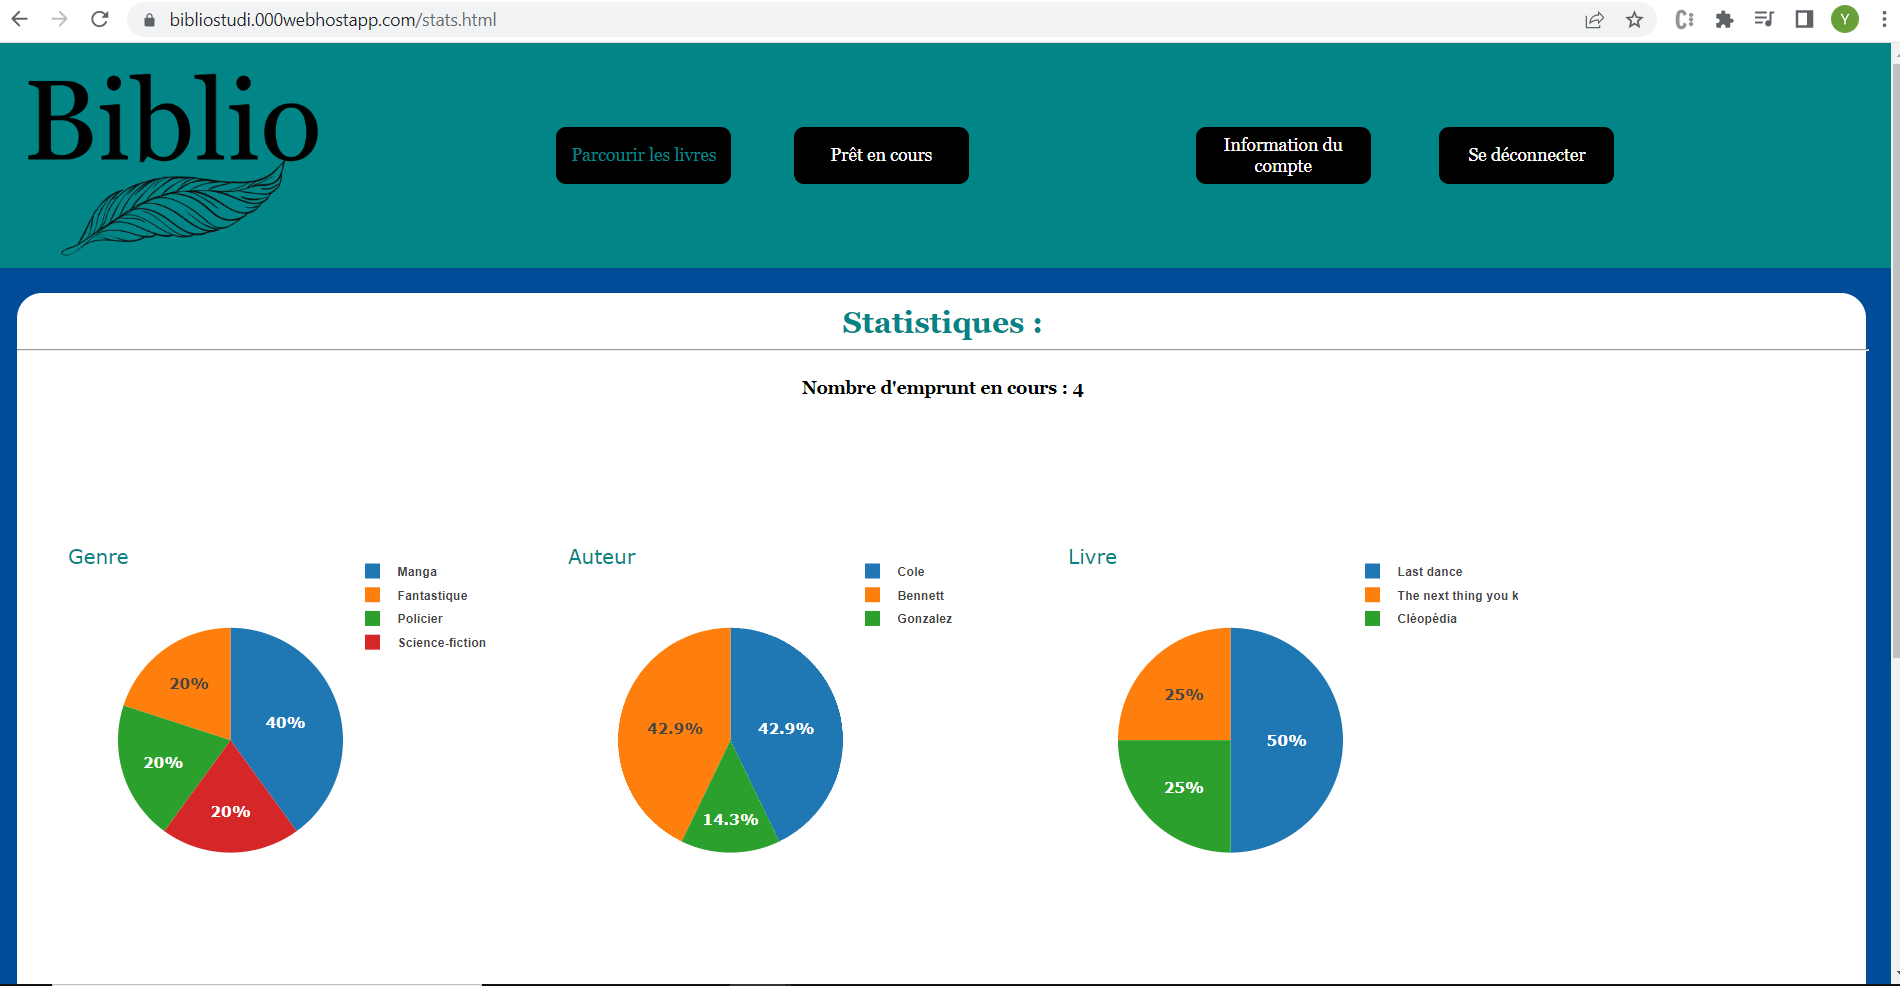 bibliostudi.000webhostapp.com/stats.html
Y
Biblio
Parcourir les livres
Prêt en cours
Information du
compte
Se déconnecter
Statistiques :
Nombre d'emprunt en cours : 4
Genre
Manga
Fantastique
Policier
Science-fiction
20%
40%
20%
20%
Auteur
Cole
Bennett
Gonzalez
42.9%
42.9%
14.3%
Livre
Last dance
The next thing you k
Cléopédia
25%
50%
25%